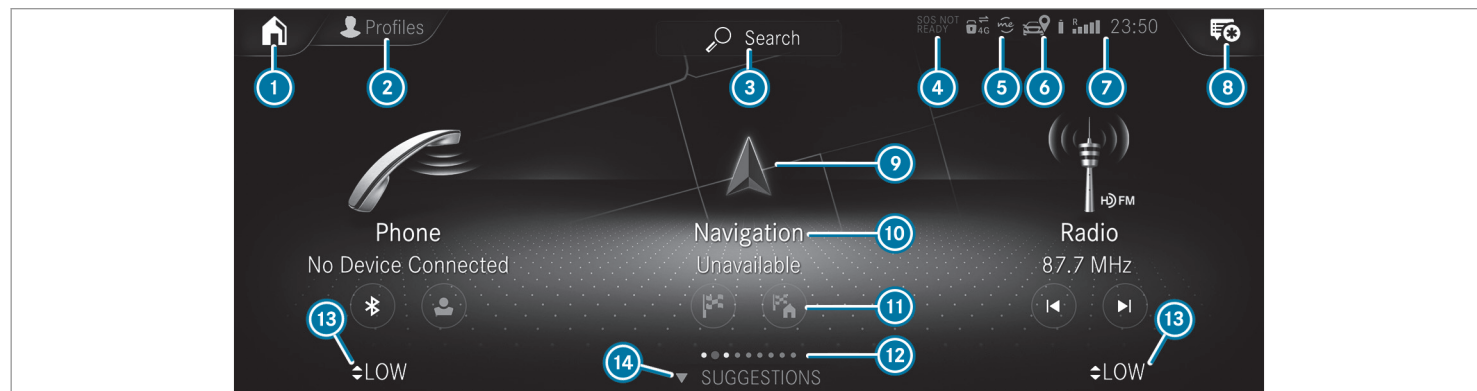 Profiles
Search
SOS NOT
READY
4G
me
R
23:50
1
2
3
4
5
6
7
8
9
HD FM
Phone
Navigation
10
Radio
No Device Connected
Unavailable
87.7 MHz
11
13
13
12
14
LOW
SUGGESTIONS
LOW